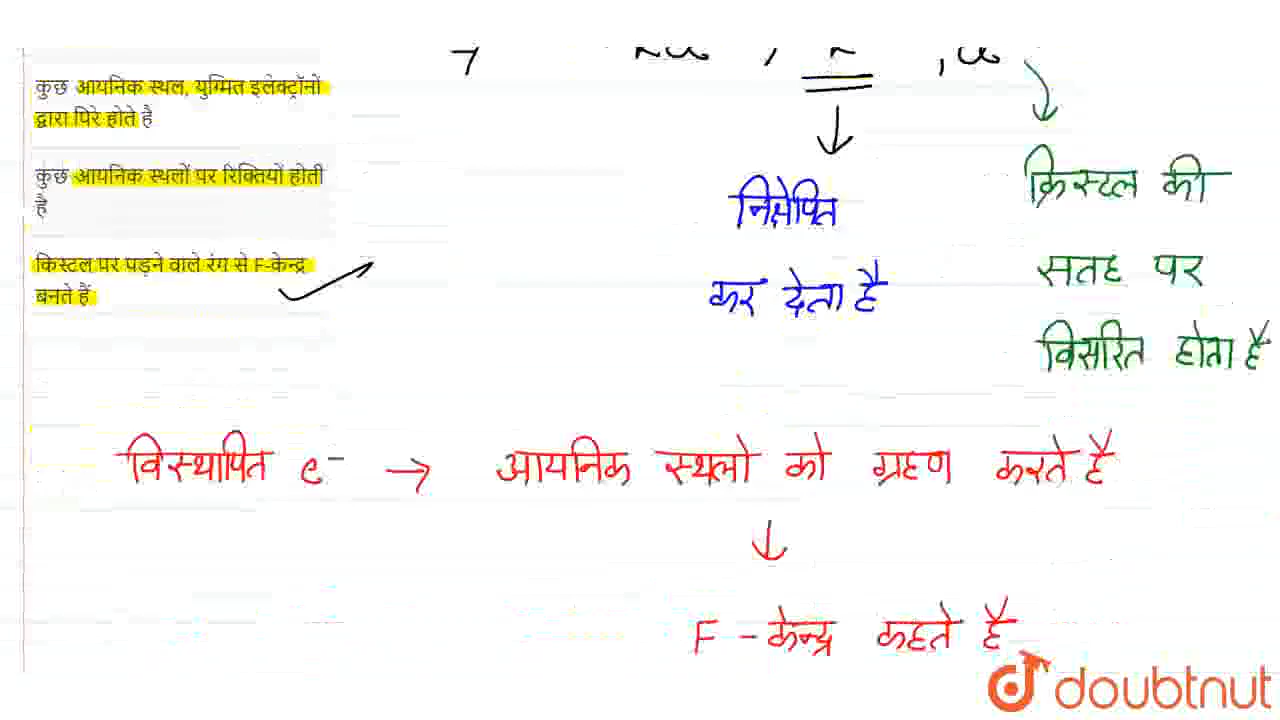 कुछ आयनिक स्थल, युग्मित इलेक्ट्रॉनों
द्वारा घिरे होते है
कुछ आयनिक स्थलों पर रिक्तियों होती
है
किस्टल पर पड़ने वाले रंग से F-केन्द्र
बनते हैं
निक्षेपित
कर देता है
क्रिस्टल की
सतह पर
विसरित होता है
विस्थापित e⁻ → आयनिक स्थलो को ग्रहण करते है
F - केन्द्र कहते है
doubtnut